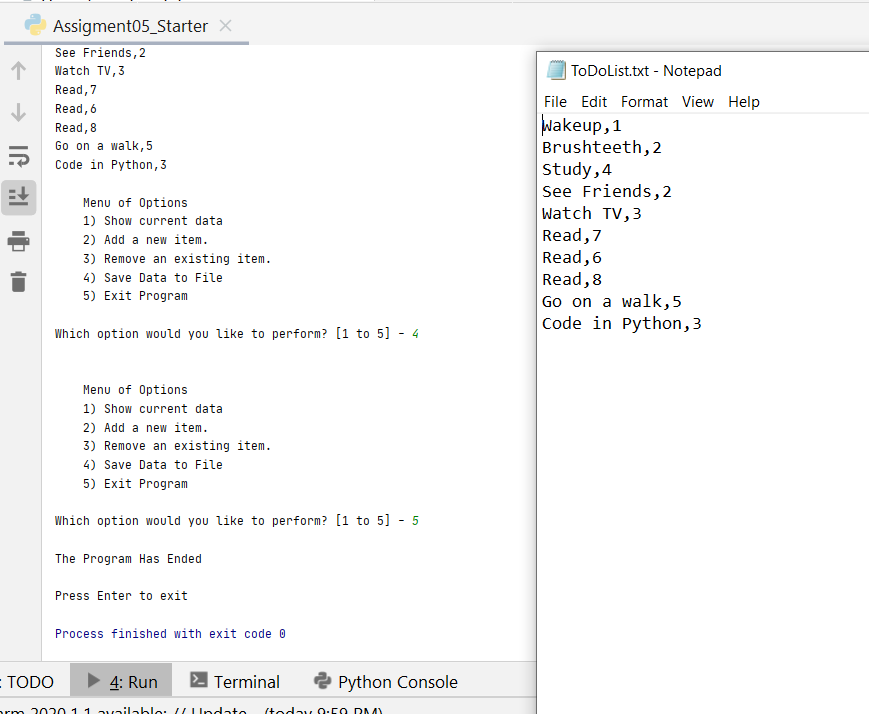 Assigment05_Starter
See Friends,2
Watch TV,3
Read,7
Read,6
Read,8
Go on a walk,5
Code in Python,3
Menu of Options
1) Show current data
2) Add a new item.
3) Remove an existing item.
4) Save Data to File
5) Exit Program
Which option would you like to perform? [1 to 5] - 4
Menu of Options
1) Show current data
2) Add a new item.
3) Remove an existing item.
4) Save Data to File
5) Exit Program
Which option would you like to perform? [1 to 5] - 5
The Program Has Ended
Press Enter to exit
Process finished with exit code 0
ToDoList.txt - Notepad
File Edit Format View Help
Wakeup,1
Brushteeth,2
Study,4
See Friends,2
Watch TV,3
Read,7
Read,6
Read,8
Go on a walk,5
Code in Python,3
: TODO 4: Run Terminal Python Console
2020.1.1 available: // Update... (today 9:59 PM)